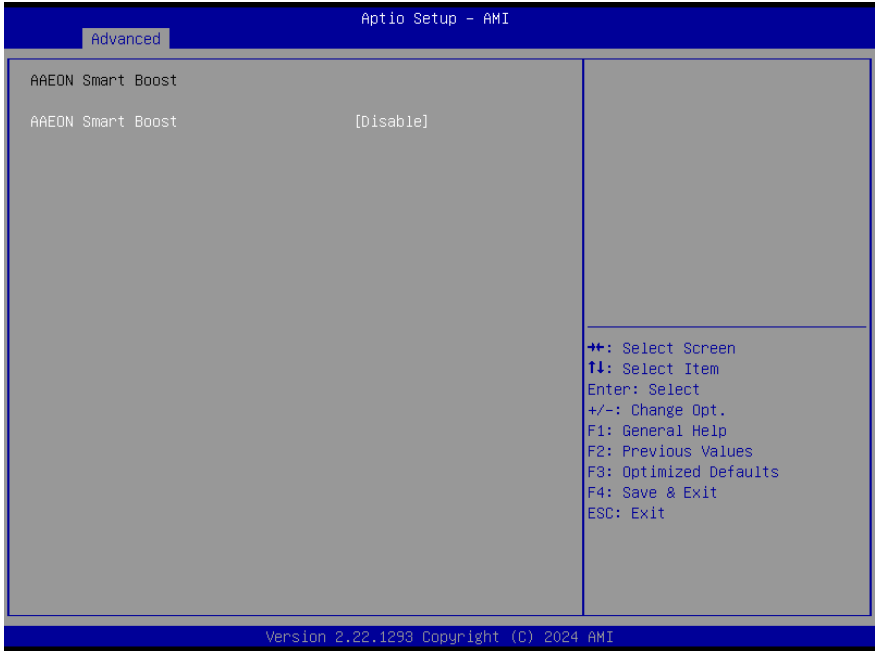 Aptio Setup – AMI
Advanced
AAEON Smart Boost
AAEON Smart Boost [Disable]
→←: Select Screen
↑↓: Select Item
Enter: Select
+/-: Change Opt.
F1: General Help
F2: Previous Values
F3: Optimized Defaults
F4: Save & Exit
ESC: Exit
Version 2.22.1293 Copyright (C) 2024 AMI